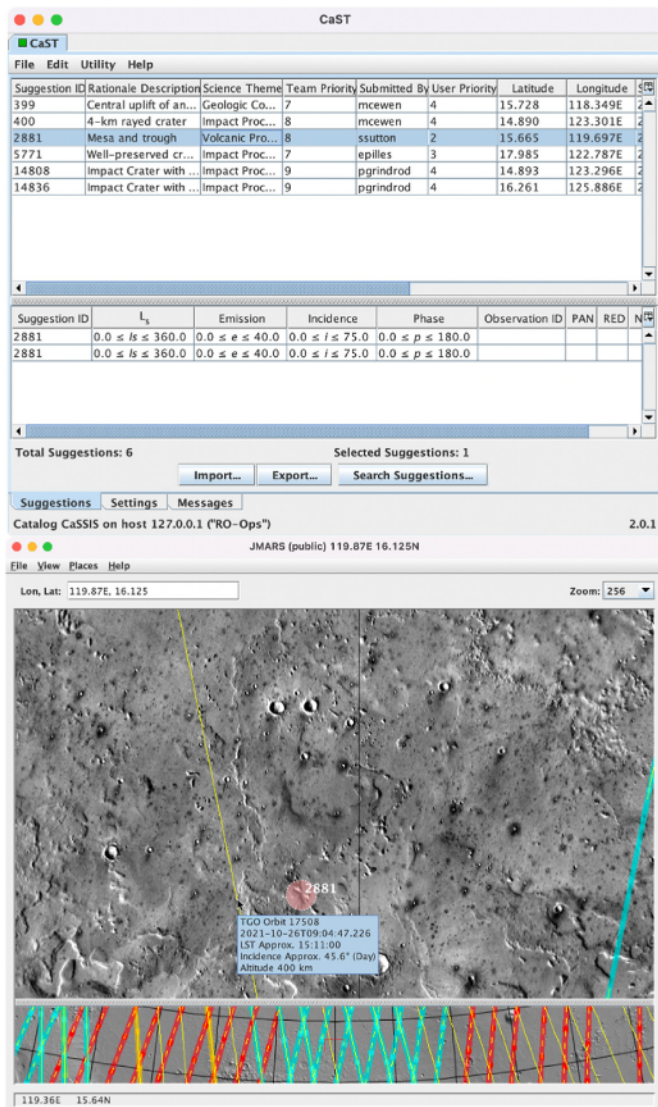 CaST
CaST
File Edit Utility Help
Suggestion ID Rationale Description Science Theme Team Priority Submitted By User Priority Latitude Longitude S
399 Central uplift of an... Geologic Co... 7 mcewen 4 15.728 118.349E 2
400 4-km rayed crater Impact Proc... 8 mcewen 4 14.890 123.301E 2
2881 Mesa and trough Volcanic Pro... 8 ssutton 2 15.665 119.697E 2
5771 Well-preserved cr... Impact Proc... 7 epilles 3 17.985 122.787E 2
14808 Impact Crater with ... Impact Proc... 9 pgrindrod 4 14.893 123.296E 2
14836 Impact Crater with ... Impact Proc... 9 pgrindrod 4 16.261 125.886E 2
Suggestion ID Ls Emission Incidence Phase Observation ID PAN RED N
2881 0.0 ≤ ls ≤ 360.0 0.0 ≤ e ≤ 40.0 0.0 ≤ i ≤ 75.0 0.0 ≤ p ≤ 180.0
2881 0.0 ≤ ls ≤ 360.0 0.0 ≤ e ≤ 40.0 0.0 ≤ i ≤ 75.0 0.0 ≤ p ≤ 180.0
Total Suggestions: 6 Selected Suggestions: 1
Import... Export... Search Suggestions...
Suggestions Settings Messages
Catalog CaSSIS on host 127.0.0.1 ("RO-Ops") 2.0.1
JMARS (public) 119.87E 16.125N
File View Places Help
Lon, Lat: 119.87E, 16.125 Zoom: 256
2881
TGO Orbit 17508
2021-10-26T09:04:47.226
LST Approx. 15:11:00
Incidence Approx. 45.6° (Day)
Altitude 400 km
119.36E 15.64N